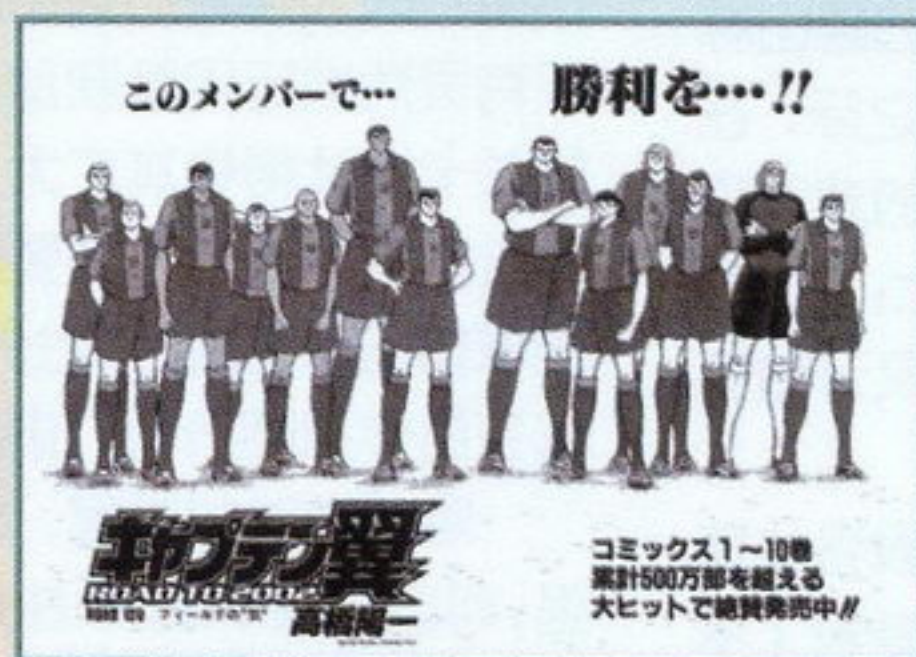 このメンバーで…
勝利を…!!
キャプテン翼
ROAD TO 2002
フィールドの
高橋陽一
コミックス1〜10巻
累計500万部を超える
大ヒットで絶賛発売中!!